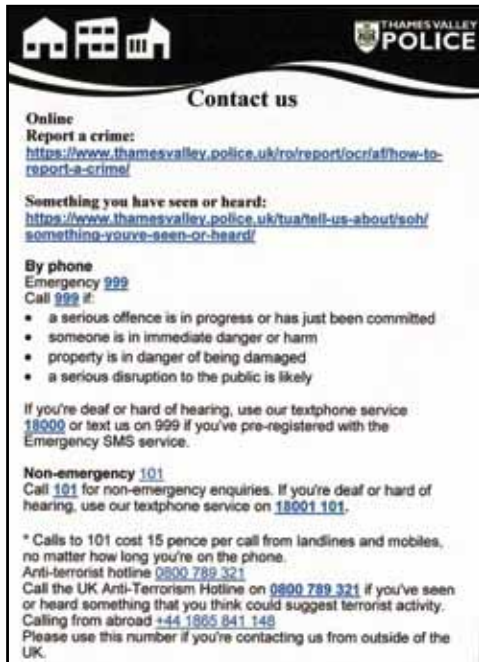 THAMES VALLEY
POLICE
Contact us
Online
Report a crime:
https://www.thamesvalley.police.uk/ro/report/ocr/af/how-to-
report-a-crime/
Something you have seen or heard:
https://www.thamesvalley.police.uk/tua/tell-us-about/soh/
something-youve-seen-or-heard/
By phone
Emergency 999
Call 999 if:
• a serious offence is in progress or has just been committed
• someone is in immediate danger or harm
• property is in danger of being damaged
• a serious disruption to the public is likely
If you're deaf or hard of hearing, use our textphone service
18000 or text us on 999 if you've pre-registered with the
Emergency SMS service.
Non-emergency 101
Call 101 for non-emergency enquiries. If you're deaf or hard of
hearing, use our textphone service on 18001 101.
* Calls to 101 cost 15 pence per call from landlines and mobiles,
no matter how long you're on the phone.
Anti-terrorist hotline 0800 789 321
Call the UK Anti-Terrorism Hotline on 0800 789 321 if you've seen
or heard something that you think could suggest terrorist activity.
Calling from abroad +44 1865 841 148
Please use this number if you're contacting us from outside of the
UK.